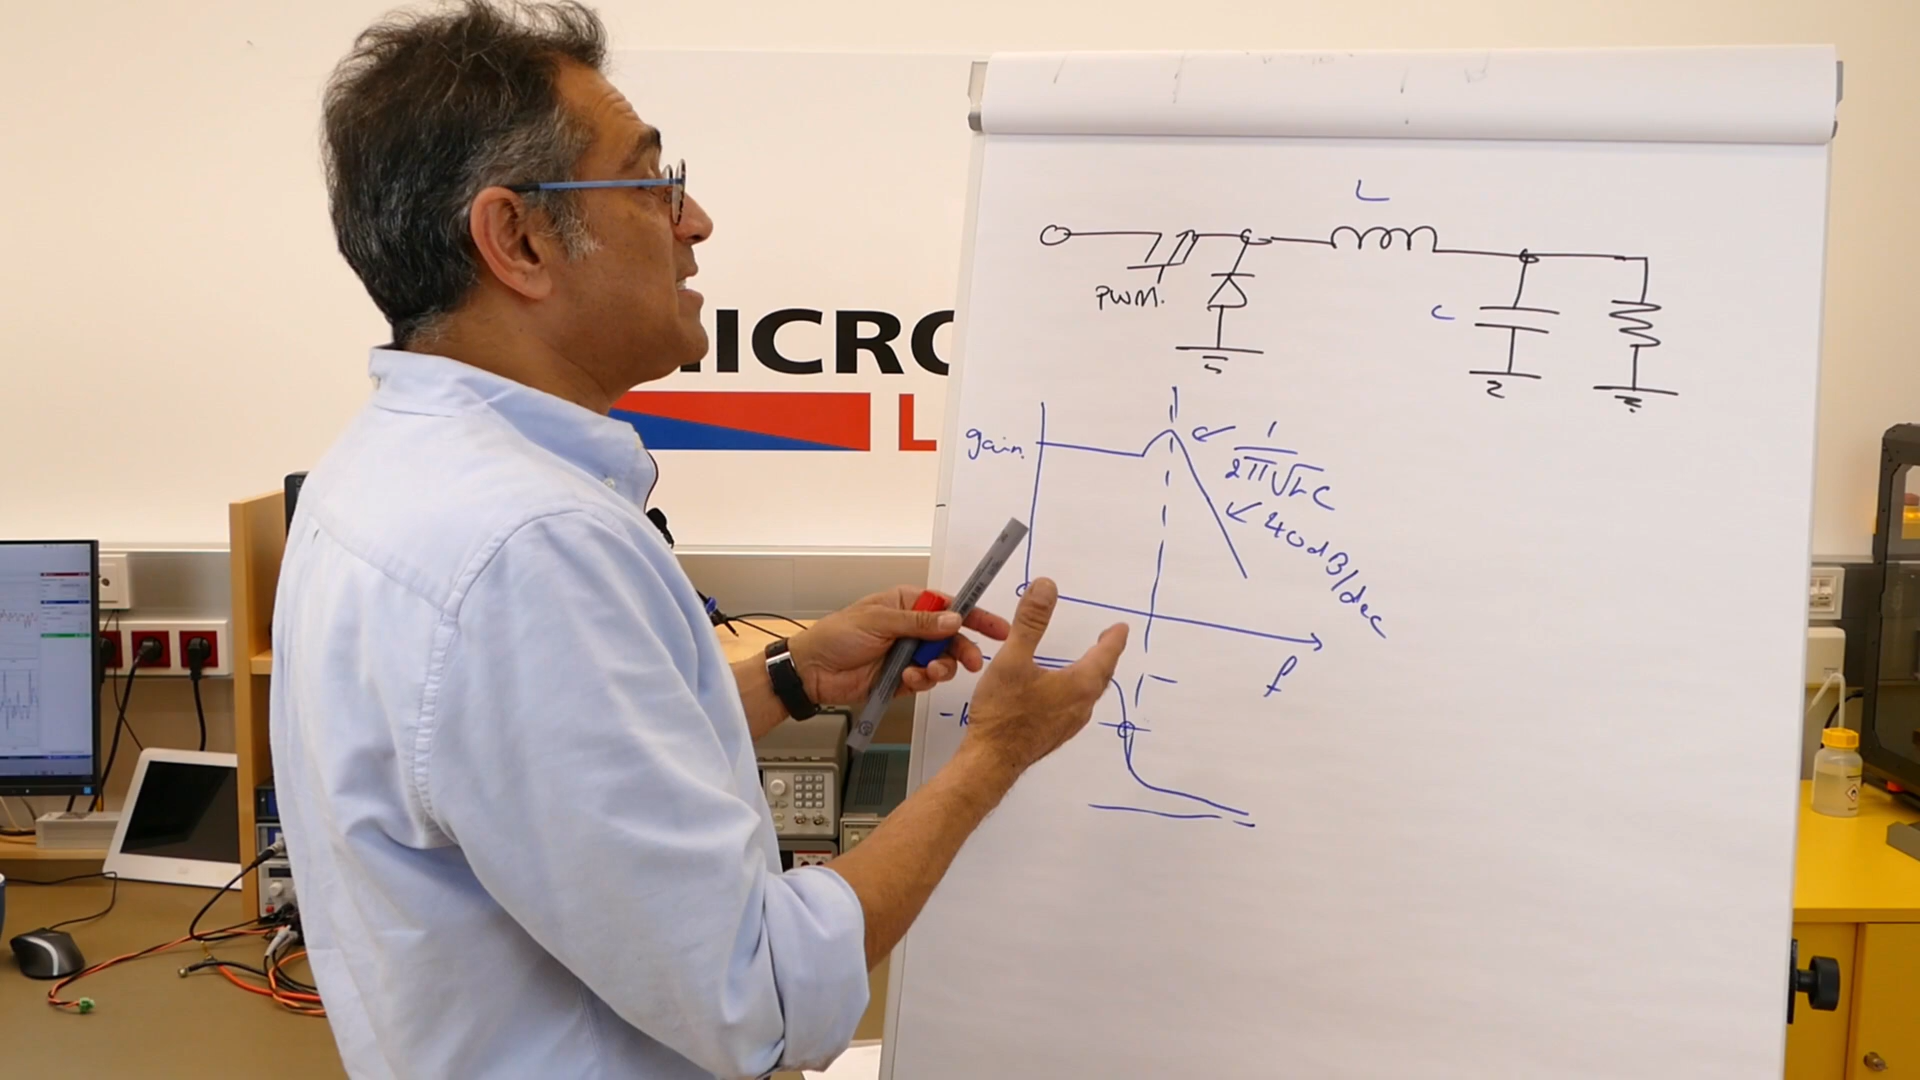 L
PWM.
C
MICRO
L
gain.
1
2π√LC
40dB/dec
f